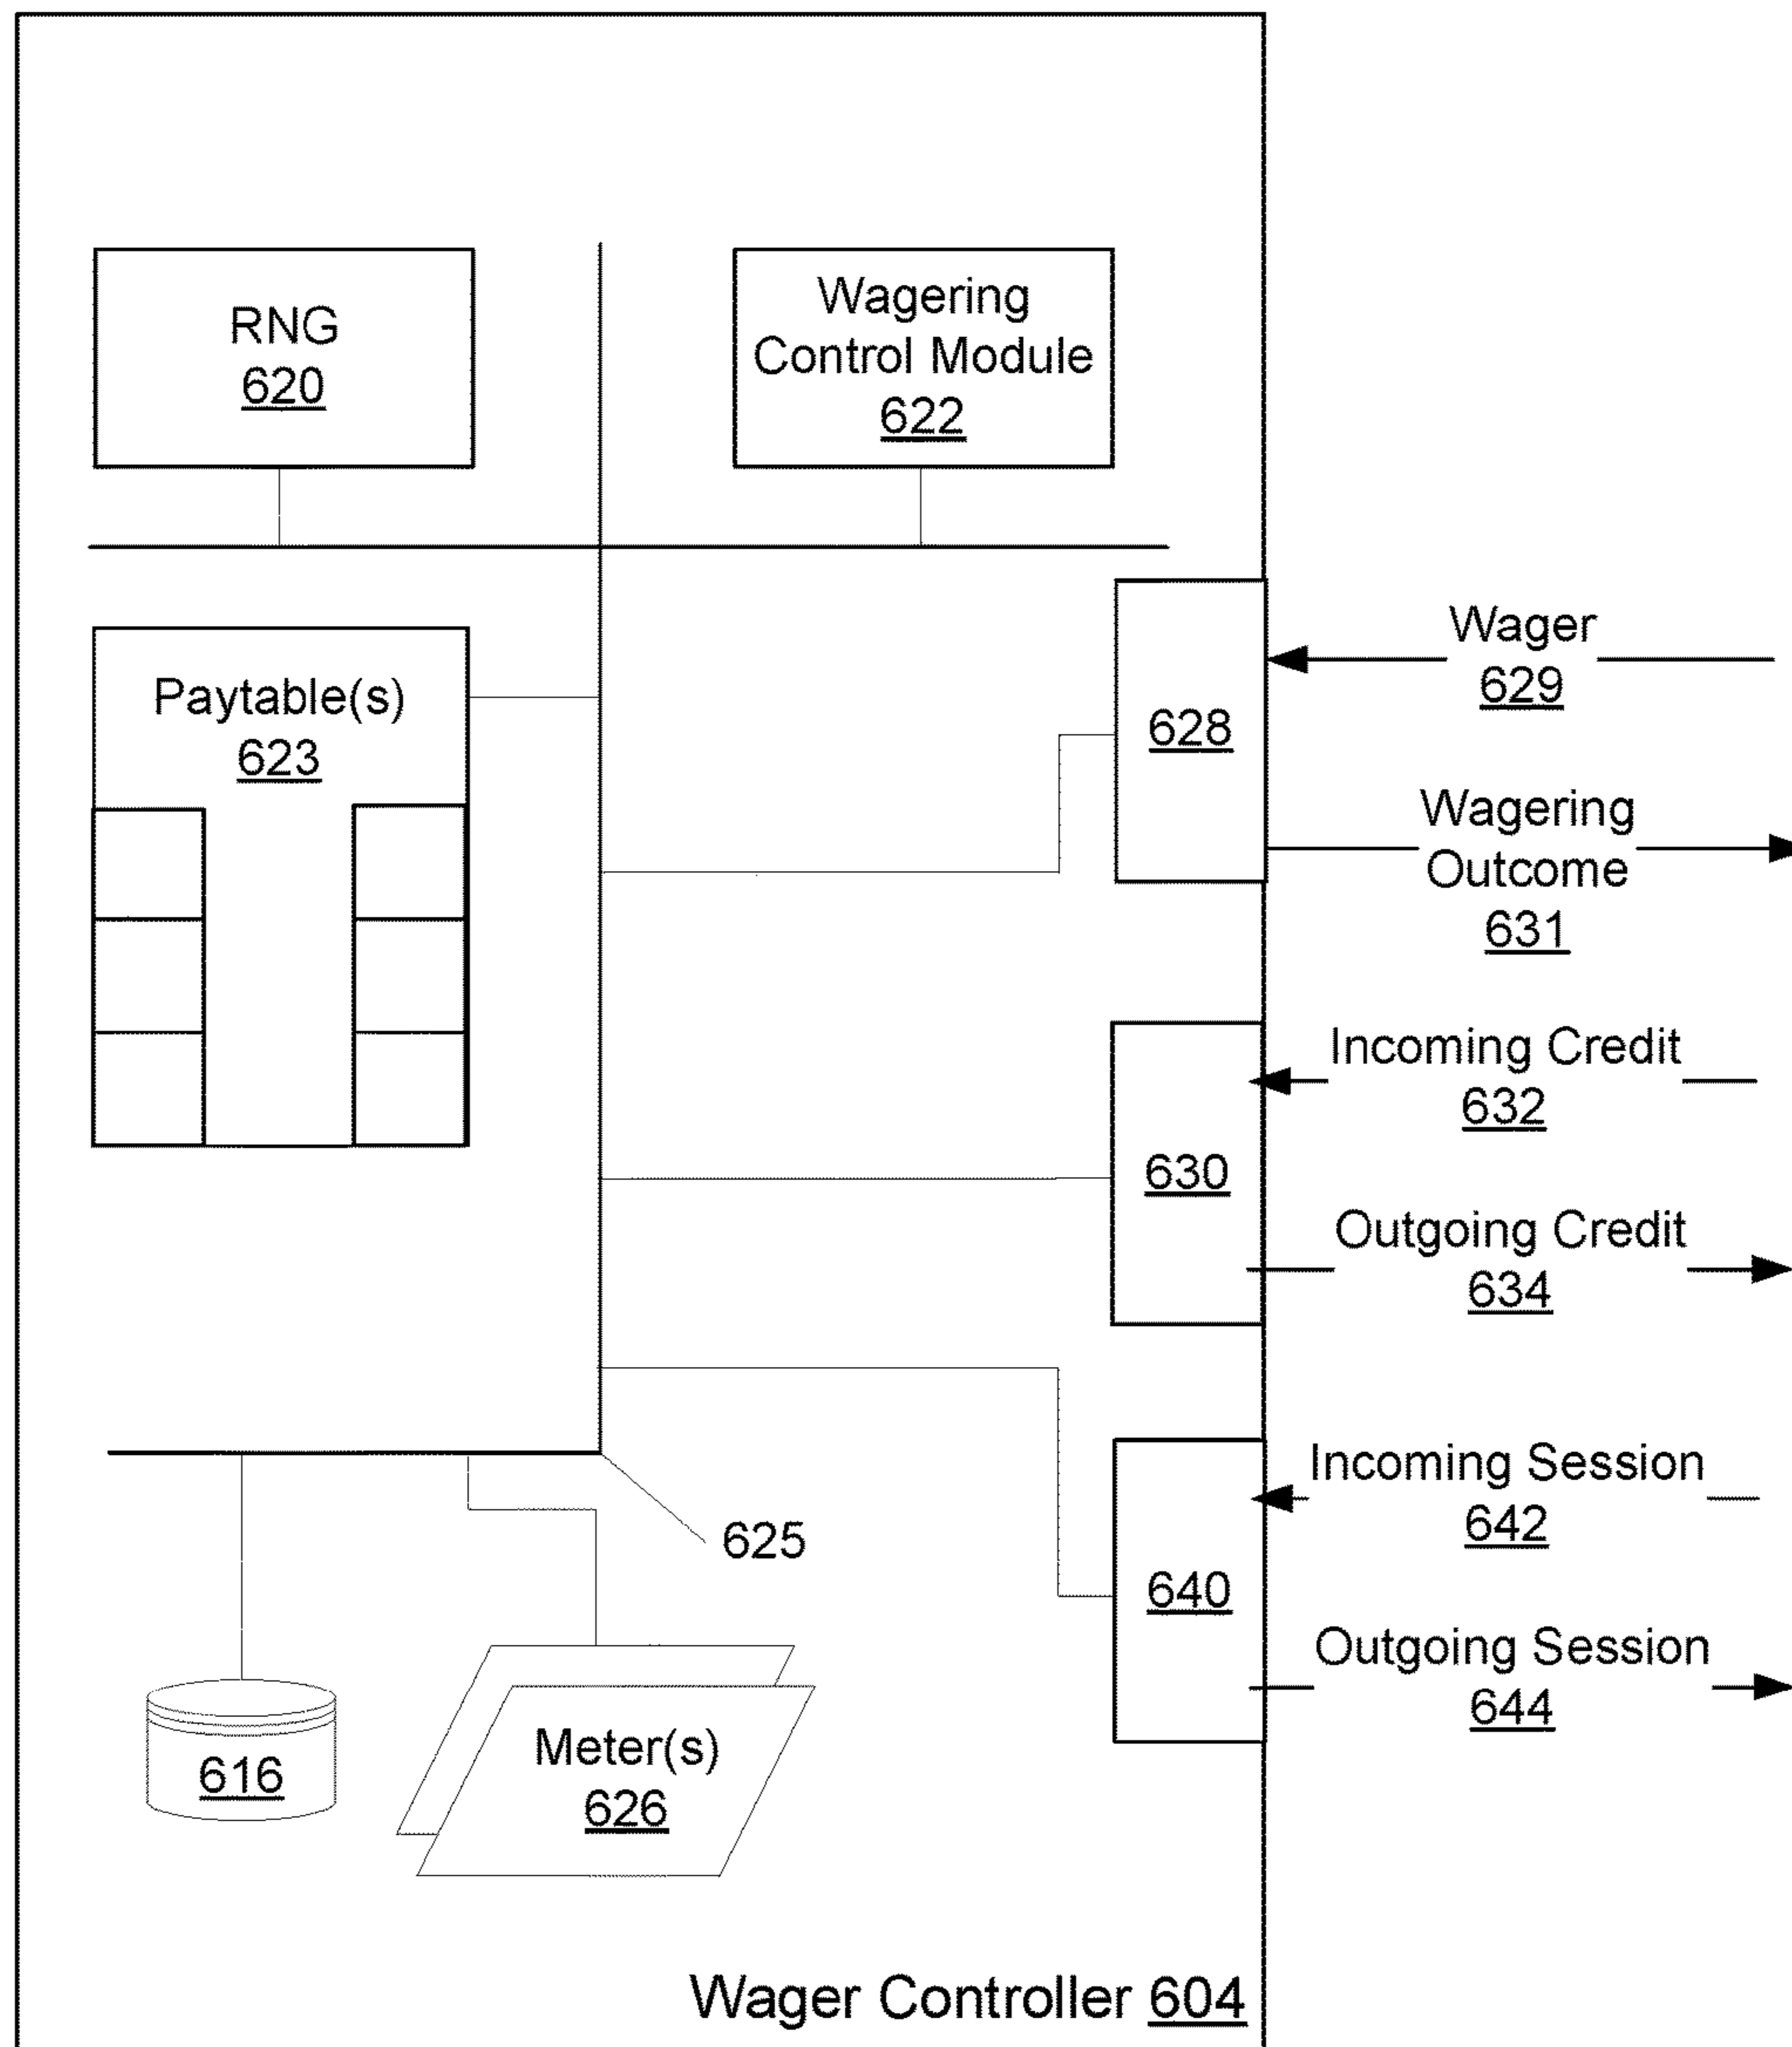 RNG
620
Wagering
Control Module
622
Paytable(s)
623
628
Wager
629
Wagering
Outcome
631
630
Incoming Credit
632
Outgoing Credit
634
625
640
Incoming Session
642
Outgoing Session
644
616
Meter(s)
626
Wager Controller 604